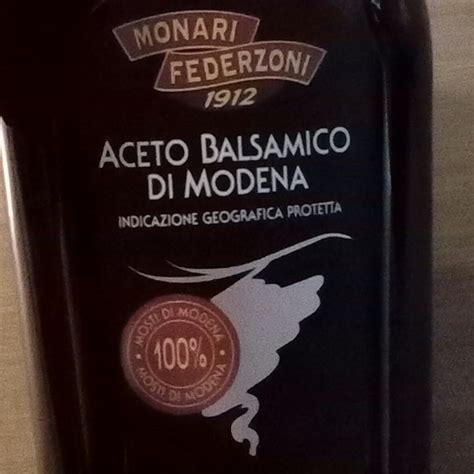 MONARI
FEDERZONI
1912
ACETO BALSAMICO
DI MODENA
INDICAZIONE GEOGRAFICA PROTETTA
MOSTI DI MODENA
100%
MOSTI DI MODENA